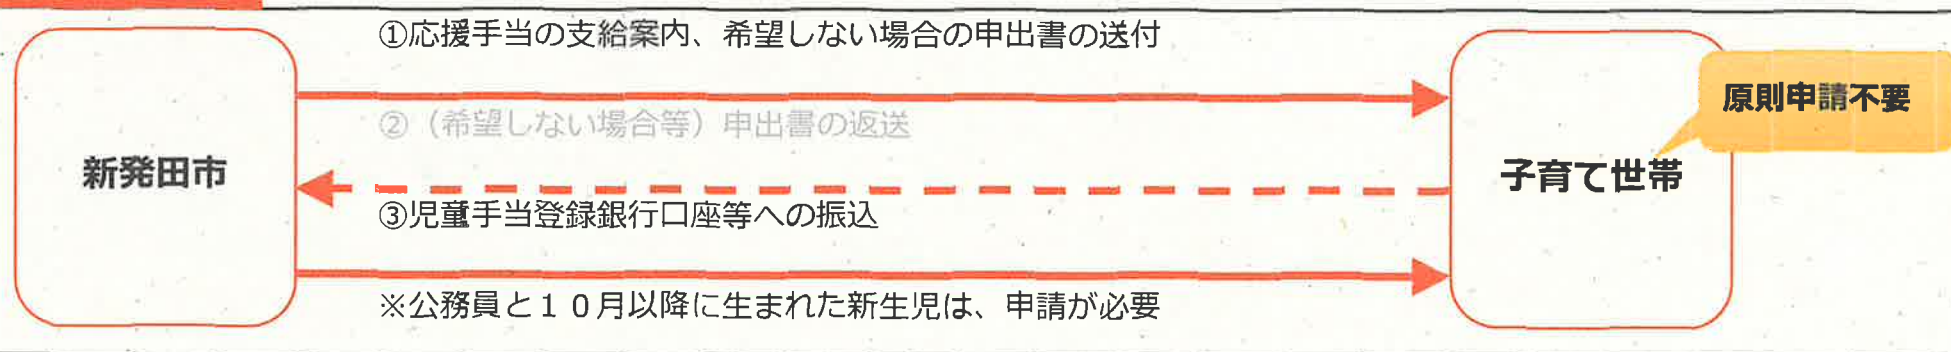 ①応援手当の支給案内、希望しない場合の申出書の送付
原則申請不要
②（希望しない場合等）申出書の返送
新発田市
子育て世帯
③児童手当登録銀行口座等への振込
※公務員と１０月以降に生まれた新生児は、申請が必要